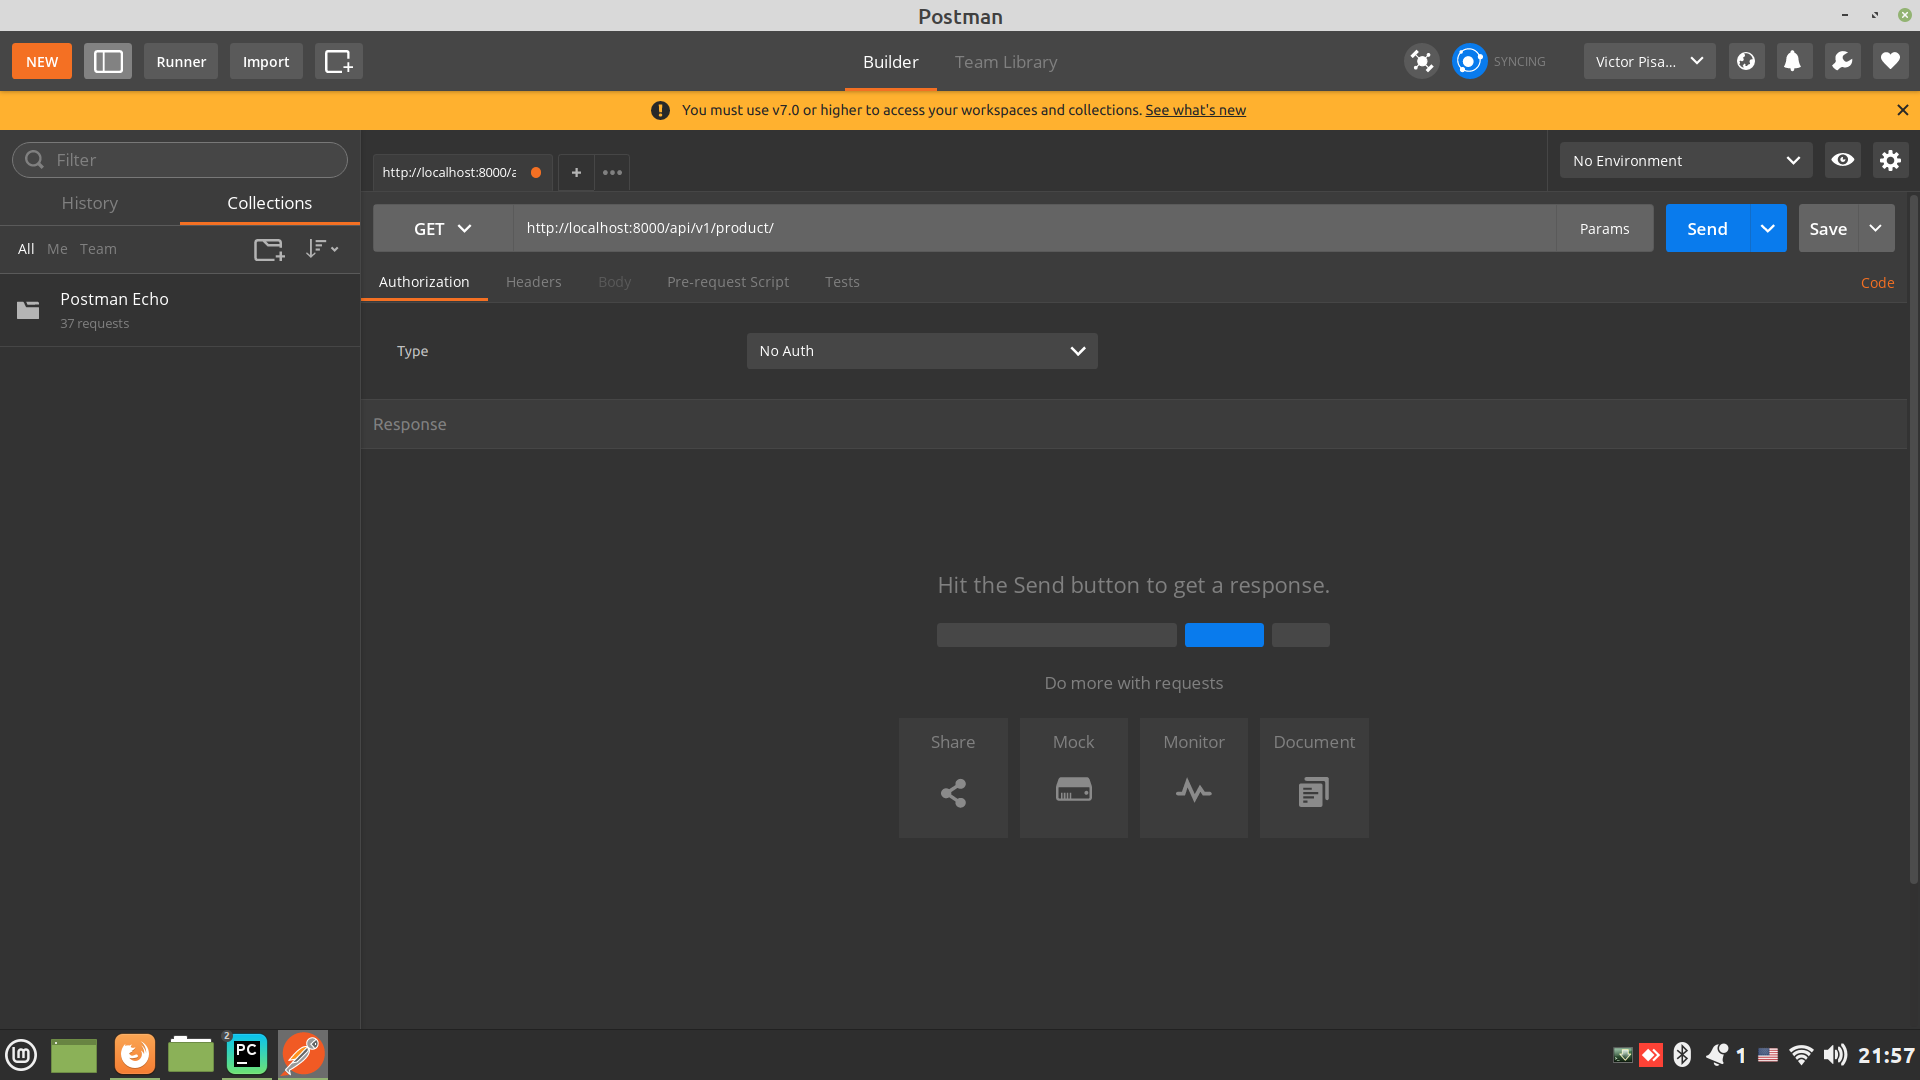 Postman
NEW
Runner
Import
Builder
Team Library
SYNCING
Victor Pisa...
You must use v7.0 or higher to access your workspaces and collections. See what's new
Filter
History
Collections
All Me Team
Postman Echo
37 requests
http://localhost:8000/a
No Environment
GET
http://localhost:8000/api/v1/product/
Params
Send
Save
Authorization
Headers
Body
Pre-request Script
Tests
Code
Type
No Auth
Response
Hit the Send button to get a response.
Do more with requests
Share
Mock
Monitor
Document
2
PC
1
21:57